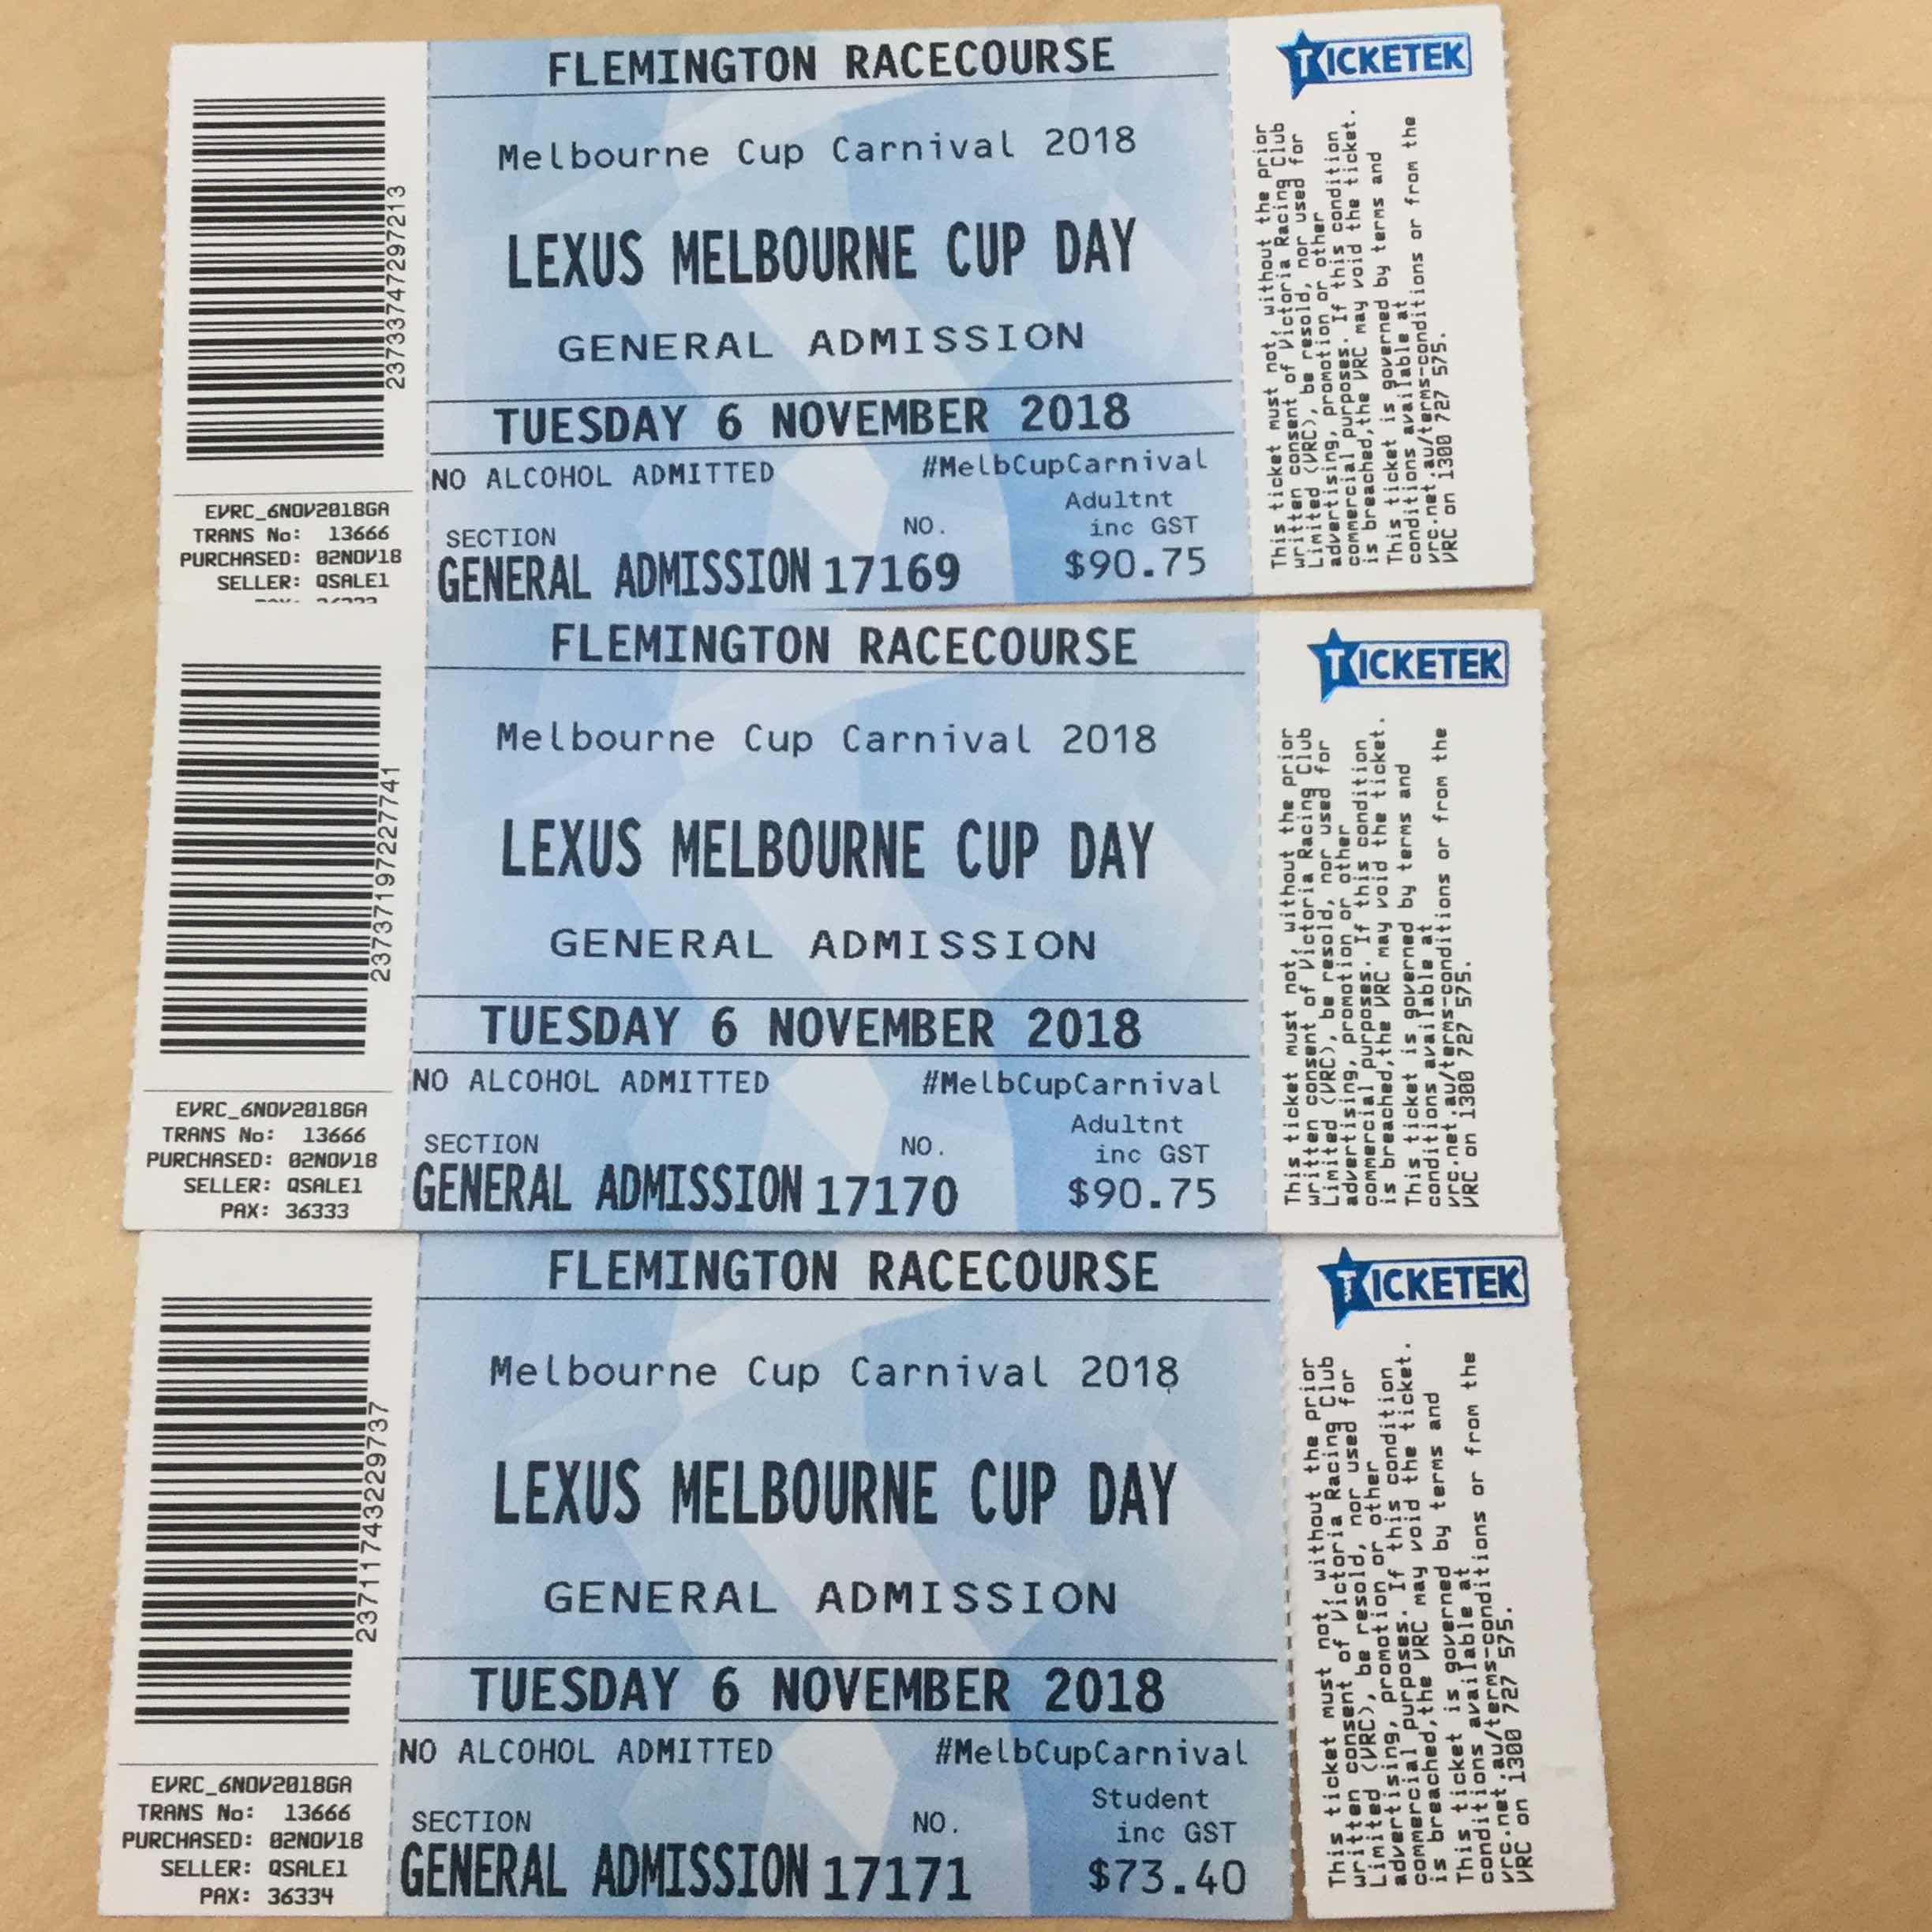 FLEMINGTON RACECOURSE
Melbourne Cup Carnival 2018
LEXUS MELBOURNE CUP DAY
GENERAL ADMISSION
TUESDAY 6 NOVEMBER 2018
NO ALCOHOL ADMITTED #MelbCupCarnival
Adultnt
SECTION NO. inc GST
GENERAL ADMISSION 17169 $90.75
23733747297213
EVRC_6NOV2018GA
TRANS No: 13666
PURCHASED: 02NOV18
SELLER: QSALE1
TICKETEK
This ticket must not, without the prior
written consent of Victoria Racing Club
Limited (VRC), be resold, nor used for
advertising, promotion or other
commercial purposes. If this condition
is breached,the VRC may void the ticket.
This ticket is governed by terms and
conditions available at
vrc.net.au/terms-conditions or from the
VRC on 1300 727 575.
FLEMINGTON RACECOURSE
Melbourne Cup Carnival 2018
LEXUS MELBOURNE CUP DAY
GENERAL ADMISSION
TUESDAY 6 NOVEMBER 2018
NO ALCOHOL ADMITTED #MelbCupCarnival
Adultnt
SECTION NO. inc GST
GENERAL ADMISSION 17170 $90.75
2373719722774​1
EVRC_6NOV2018GA
TRANS No: 13666
PURCHASED: 02NOV18
SELLER: QSALE1
PAX: 36333
TICKETEK
This ticket must not, without the prior
written consent of Victoria Racing Club
Limited (VRC), be resold, nor used for
advertising, promotion or other
commercial purposes. If this condition
is breached,the VRC may void the ticket.
This ticket is governed by terms and
conditions available at
vrc.net.au/terms-conditions or from the
VRC on 1300 727 575.
FLEMINGTON RACECOURSE
Melbourne Cup Carnival 2018
LEXUS MELBOURNE CUP DAY
GENERAL ADMISSION
TUESDAY 6 NOVEMBER 2018
NO ALCOHOL ADMITTED #MelbCupCarnival
Student
SECTION NO. inc GST
GENERAL ADMISSION 17171 $73.40
23711743229737
EVRC_6NOV2018GA
TRANS No: 13666
PURCHASED: 02NOV18
SELLER: QSALE1
PAX: 36334
TICKETEK
This ticket must not, without the prior
written consent of Victoria Racing Club
Limited (VRC), be resold, nor used for
advertising, promotion or other
commercial purposes. If this condition
is breached,the VRC may void the ticket.
This ticket is governed by terms and
conditions available at
vrc.net.au/terms-conditions or from the
VRC on 1300 727 575.